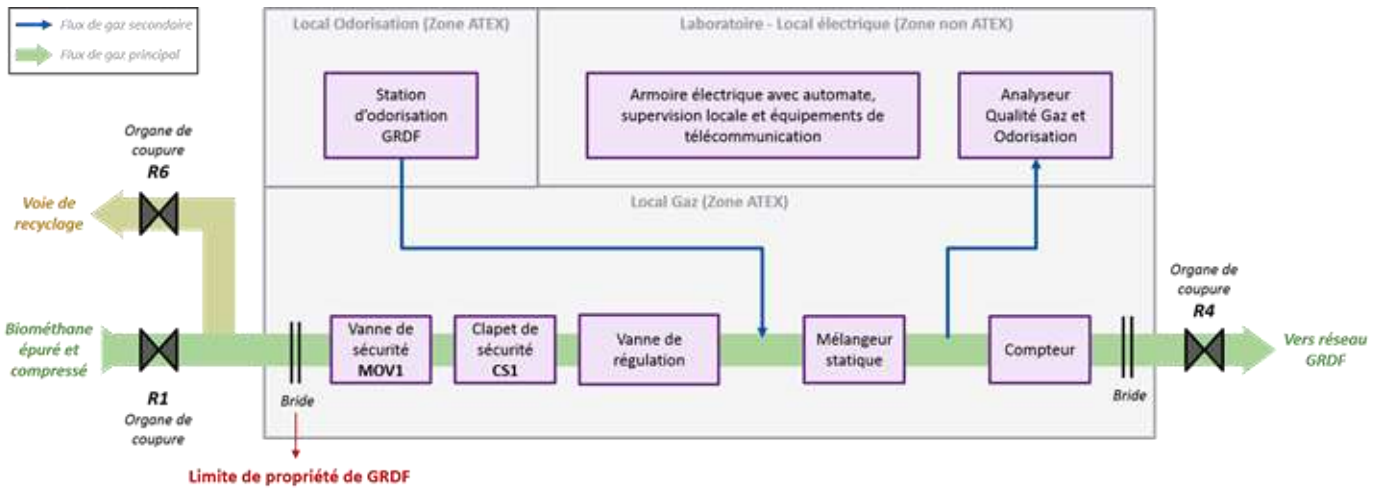 Flux de gaz secondaire
Flux de gaz principal
Local Odorisation (Zone ATEX)
Laboratoire - Local électrique (Zone non ATEX)
Station
d'odorisation
GRDF
Armoire électrique avec automate,
supervision locale et équipements de
télécommunication
Analyseur
Qualité Gaz et
Odorisation
Organe de
coupure
R6
Voie de
recyclage
Local Gaz (Zone ATEX)
Organe de
coupure
R4
Biométhane
épuré et
compressé
Vanne de
sécurité
MOV1
Clapet de
sécurité
CS1
Vanne de
régulation
Mélangeur
statique
Compteur
Vers réseau
GRDF
R1
Organe de
coupure
Bride
Bride
Limite de propriété de GRDF